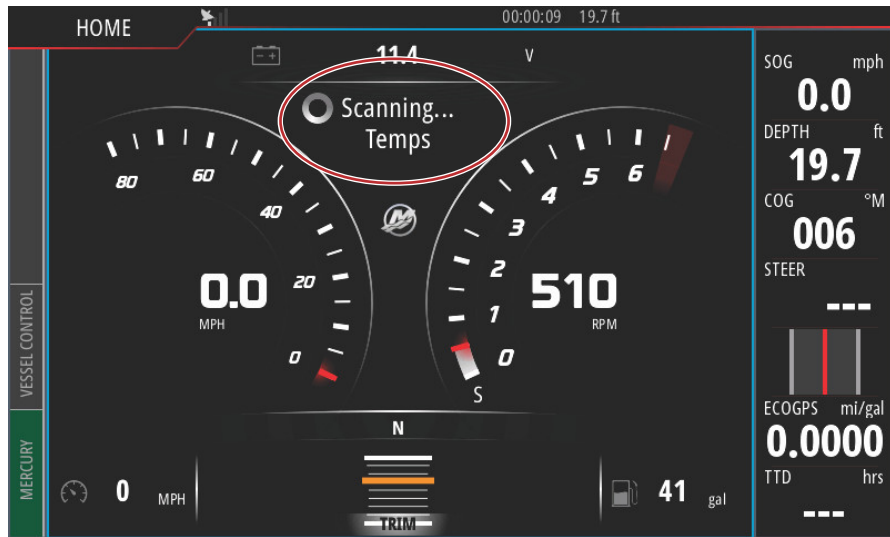 HOME
00:00:09 19.7 ft
- + 11.4 V
Scanning...
Temps
80
60
40
20
0
0.0
MPH
6
5
4
3
2
1
0
S
510
RPM
N
0 MPH
TRIM
41 gal
VESSEL CONTROL
MERCURY
SOG mph
0.0
DEPTH ft
19.7
COG °M
006
STEER
---
ECOGPS mi/gal
0.0000
TTD hrs
---